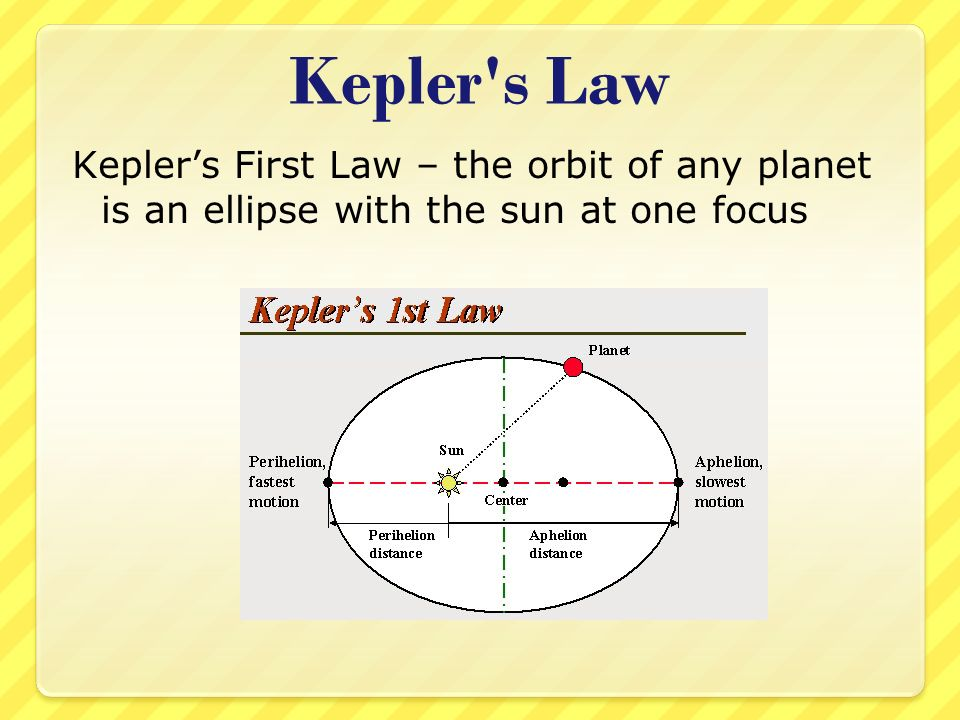 Kepler's Law
Kepler’s First Law – the orbit of any planet
is an ellipse with the sun at one focus
Kepler’s 1st Law
Planet
Sun
Perihelion,
fastest
motion
Aphelion,
slowest
motion
Center
Perihelion
distance
Aphelion
distance